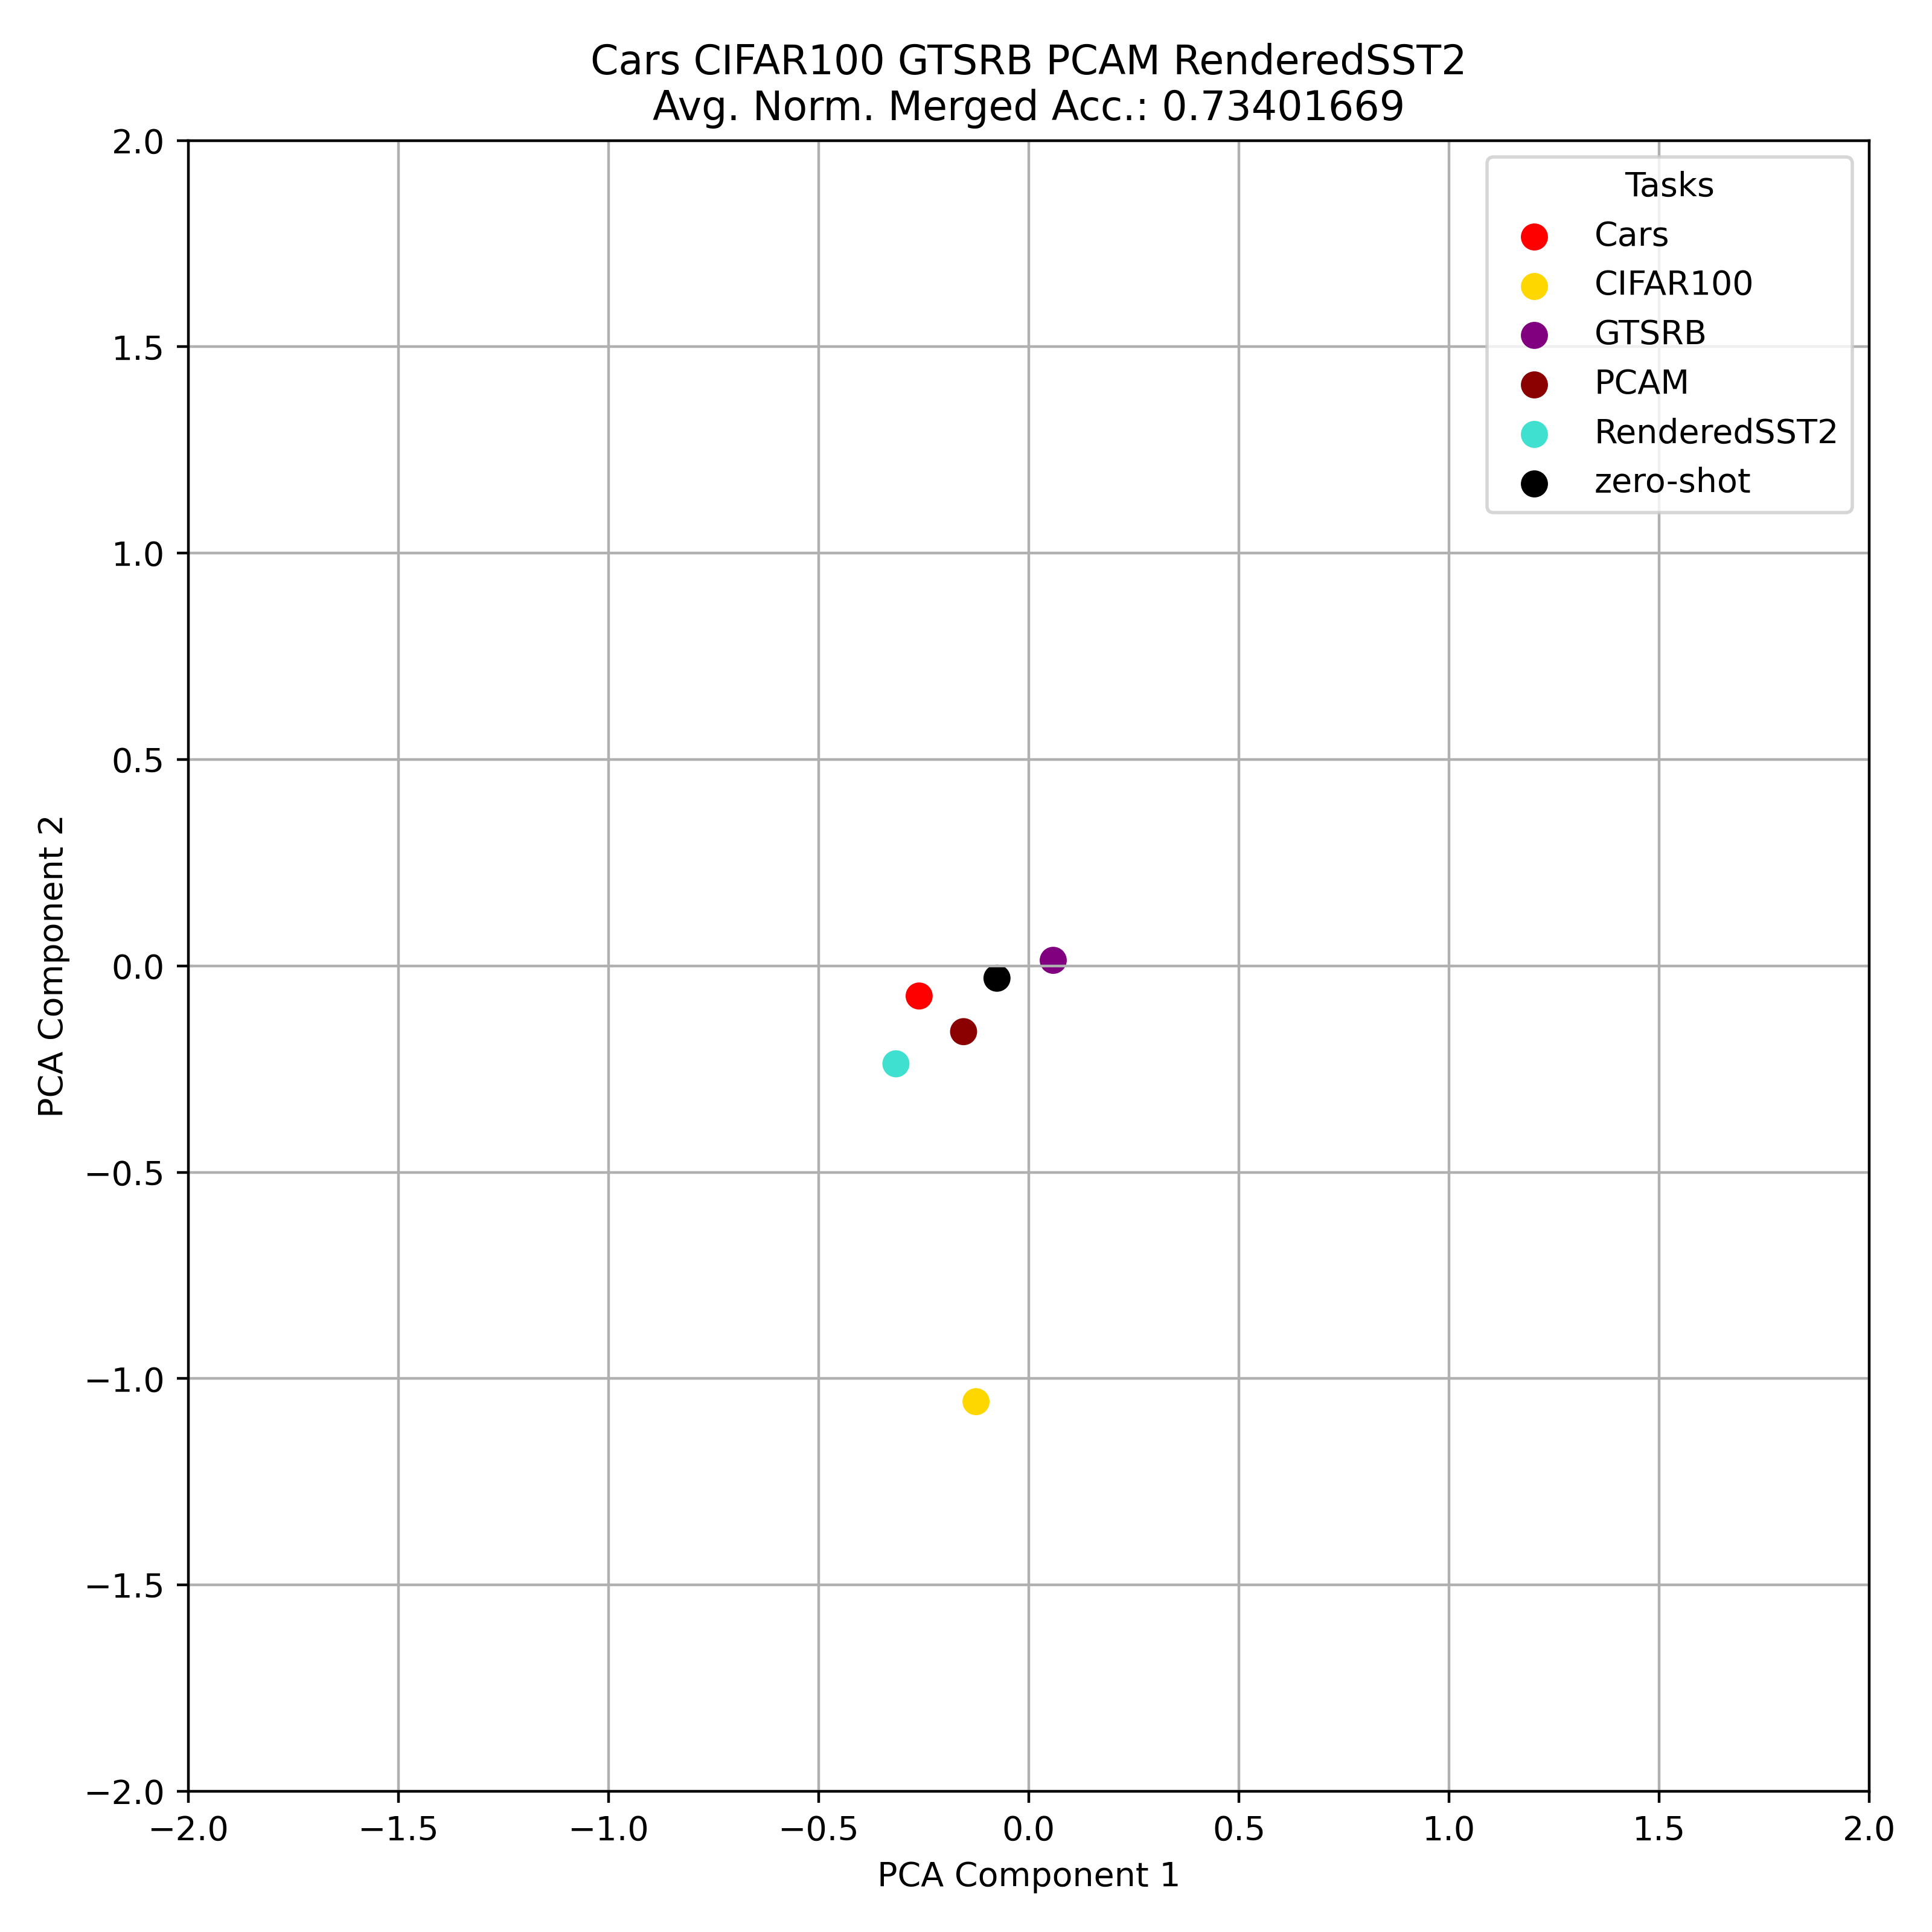 Cars CIFAR100 GTSRB PCAM RenderedSST2
Avg. Norm. Merged Acc.: 0.73401669
Tasks
Cars
CIFAR100
GTSRB
PCAM
RenderedSST2
zero-shot
PCA Component 2
2.0
1.5
1.0
0.5
0.0
−0.5
−1.0
−1.5
−2.0
−2.0 −1.5 −1.0 −0.5 0.0 0.5 1.0 1.5 2.0
PCA Component 1